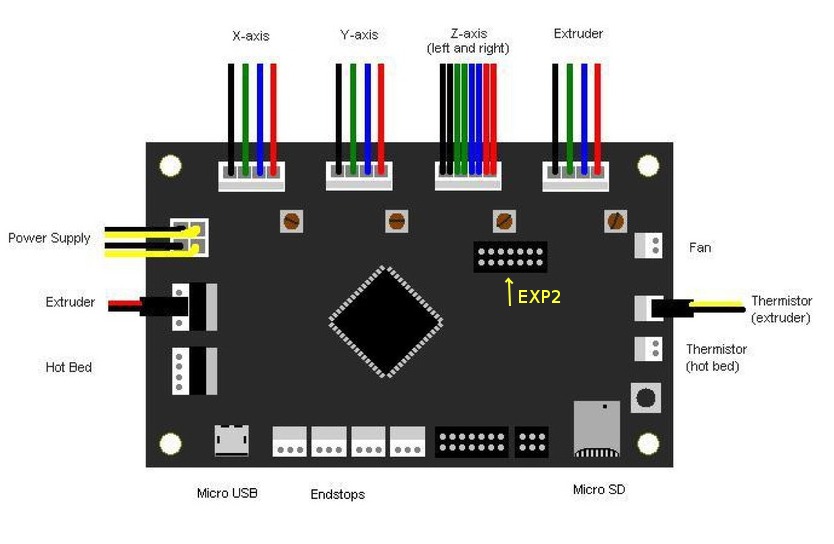 X-axis
Y-axis
Z-axis
(left and right)
Extruder
Power Supply
Fan
EXP2
Extruder
Thermistor
(extruder)
Thermistor
(hot bed)
Hot Bed
Micro USB
Endstops
Micro SD